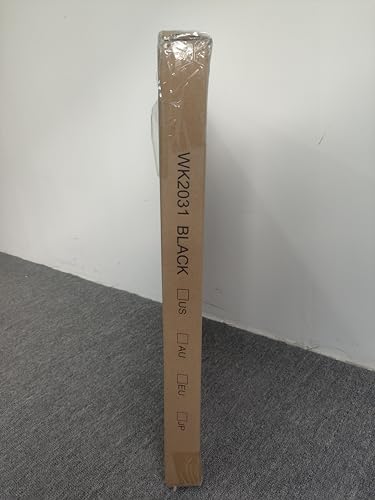 WK2031 BLACK ☐US ☐AU ☐EU ☐JP